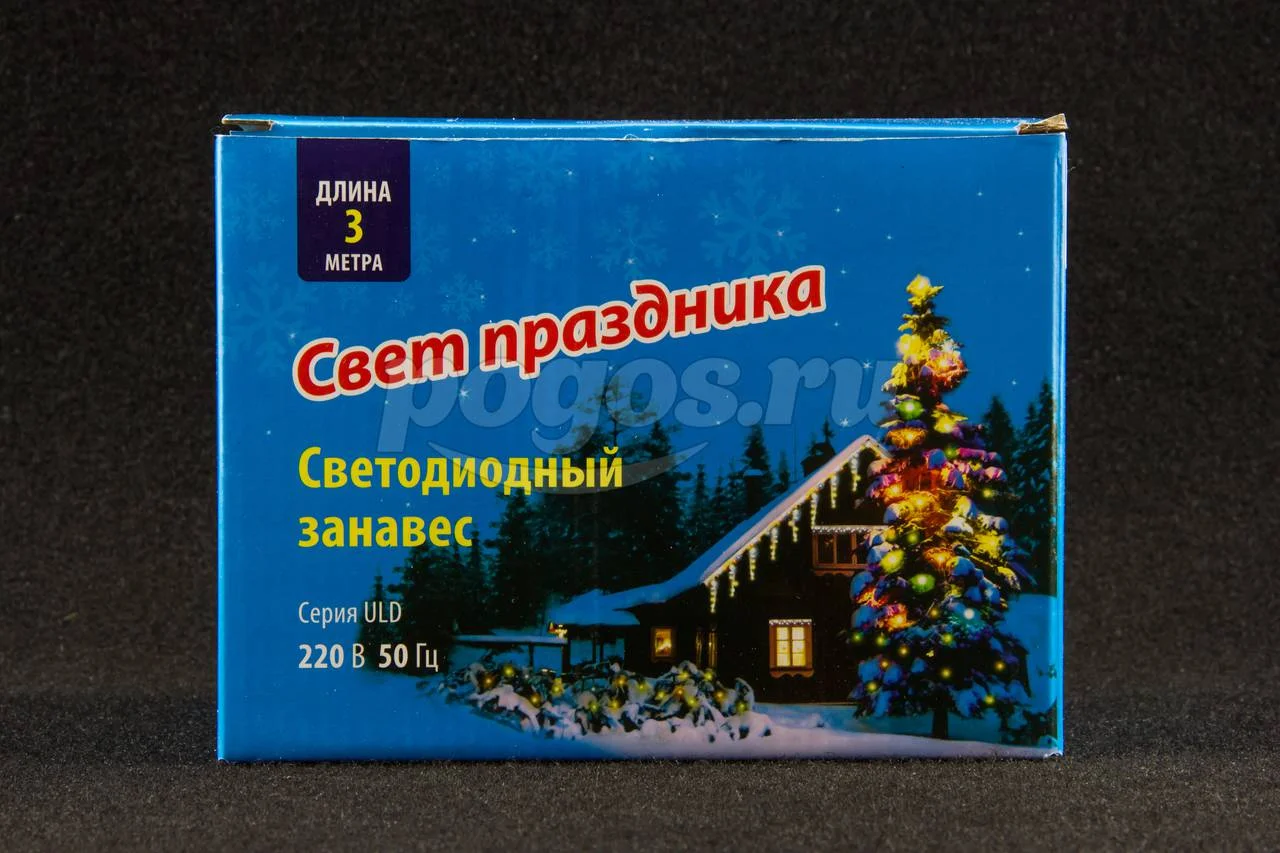 ДЛИНА
3
МЕТРА
Свет праздника
pogos.ru
Светодиодный
занавес
Серия ULD
220 В 50 Гц